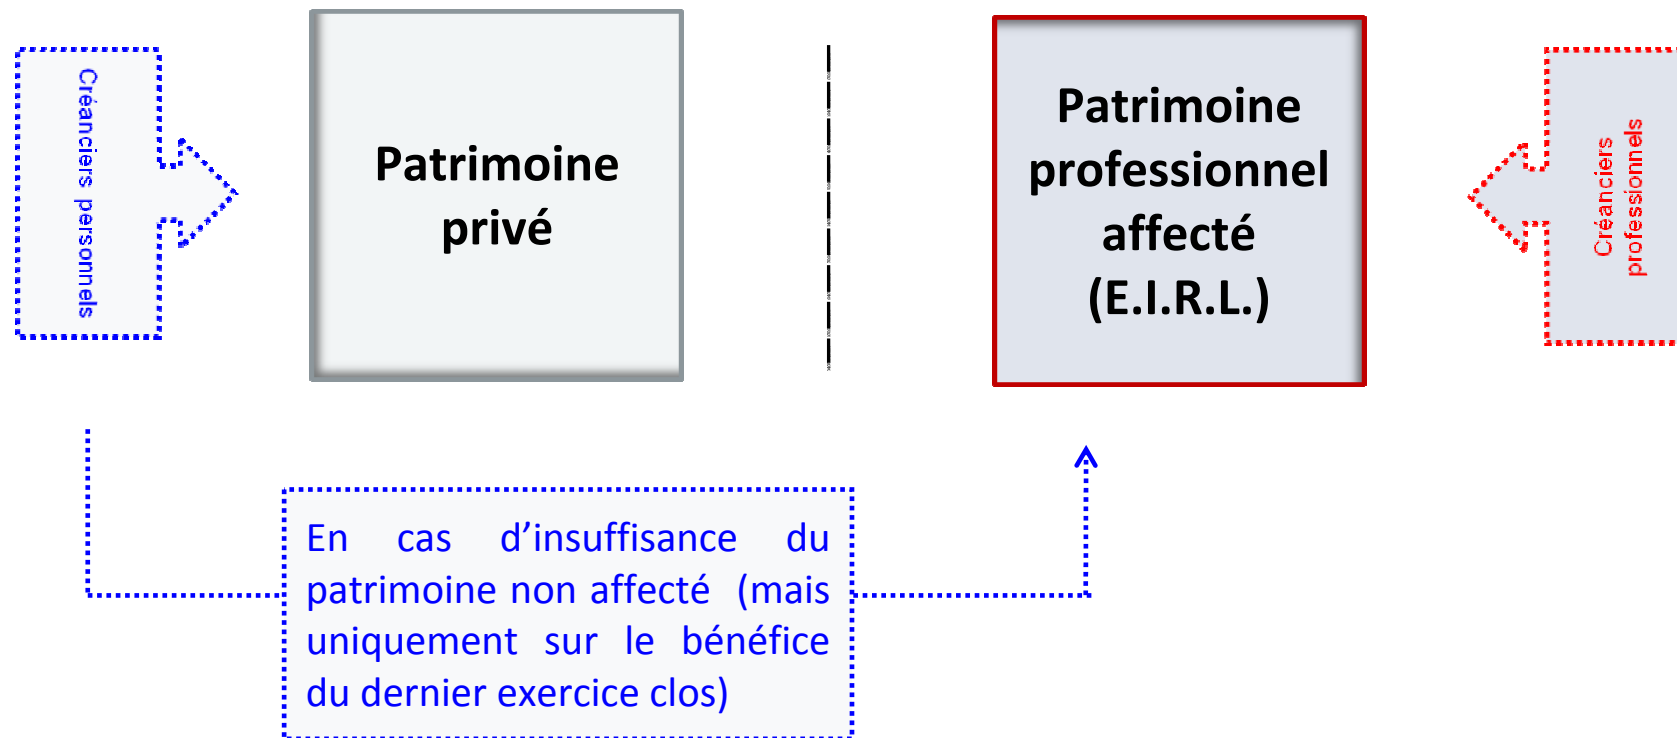 Créanciers personnels
Patrimoine
privé
Patrimoine
professionnel
affecté
(E.I.R.L.)
Créanciers
professionnels
En cas d’insuffisance du
patrimoine non affecté (mais
uniquement sur le bénéfice
du dernier exercice clos)